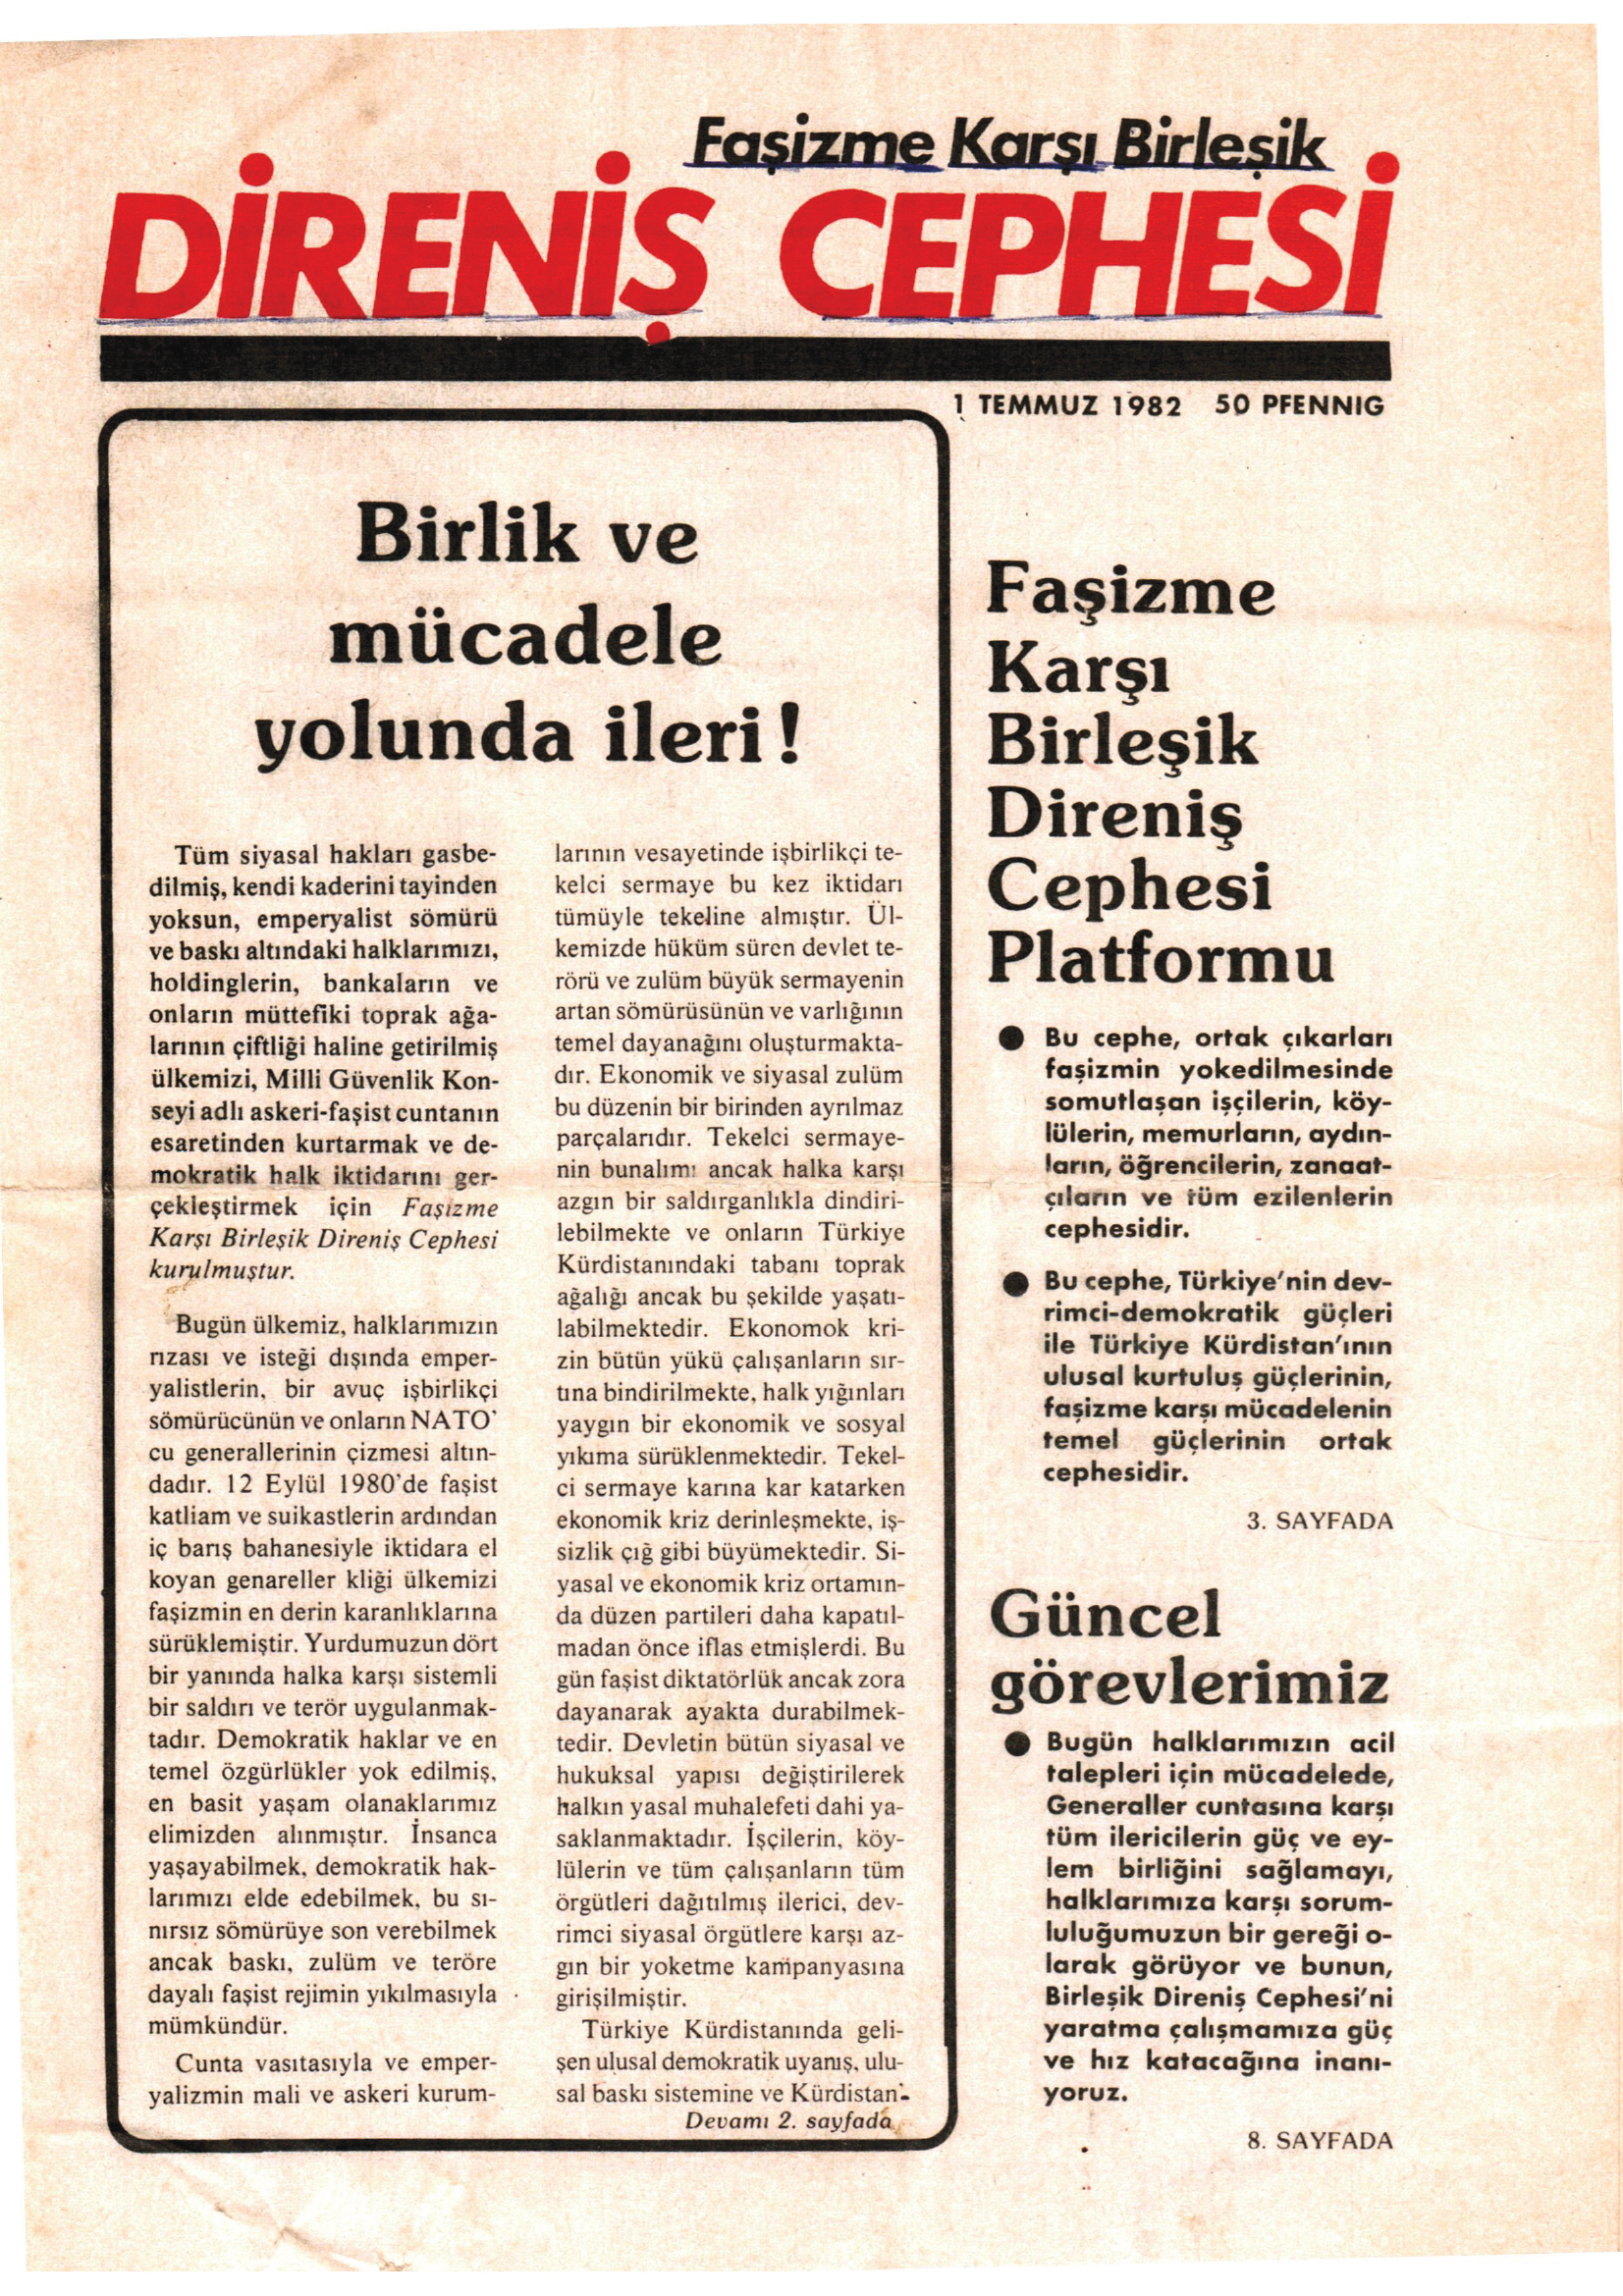 Faşizme Karşı Birleşik
DİRENİŞ CEPHESİ
1 TEMMUZ 1982 50 PFENNIG
Birlik ve
mücadele
yolunda ileri!
Tüm siyasal hakları gasbe-
dilmiş, kendi kaderini tayinden
yoksun, emperyalist sömürü
ve baskı altındaki halklarımızı,
holdinglerin, bankaların ve
onların müttefiki toprak ağa-
larının çiftliği haline getirilmiş
ülkemizi, Milli Güvenlik Kon-
seyi adlı askeri-faşist cuntanın
esaretinden kurtarmak ve de-
mokratik halk iktidarını ger-
çekleştirmek için Faşizme
Karşı Birleşik Direniş Cephesi
kurulmuştur.
Bugün ülkemiz, halklarımızın
rızası ve isteği dışında emper-
yalistlerin, bir avuç işbirlikçi
sömürücünün ve onların NATO'
cu generallerinin çizmesi altın-
dadır. 12 Eylül 1980'de faşist
katliam ve suikastlerin ardından
iç barış bahanesiyle iktidara el
koyan genareller kliği ülkemizi
faşizmin en derin karanlıklarına
sürüklemiştir. Yurdumuzun dört
bir yanında halka karşı sistemli
bir saldırı ve terör uygulanmak-
tadır. Demokratik haklar ve en
temel özgürlükler yok edilmiş,
en basit yaşam olanaklarımız
elimizden alınmıştır. İnsanca
yaşayabilmek, demokratik hak-
larımızı elde edebilmek, bu sı-
nırsız sömürüye son verebilmek
ancak baskı, zulüm ve teröre
dayalı faşist rejimin yıkılmasıyla
mümkündür.
Cunta vasıtasıyla ve emper-
yalizmin mali ve askeri kurum-
larının vesayetinde işbirlikçi te-
kelci sermaye bu kez iktidarı
tümüyle tekeline almıştır. Ül-
kemizde hüküm süren devlet te-
rörü ve zulüm büyük sermayenin
artan sömürüsünün ve varlığının
temel dayanağını oluşturmakta-
dır. Ekonomik ve siyasal zulüm
bu düzenin bir birinden ayrılmaz
parçalarıdır. Tekelci sermaye-
nin bunalımı ancak halka karşı
azgın bir saldırganlıkla dindiri-
lebilmekte ve onların Türkiye
Kürdistanındaki tabanı toprak
ağalığı ancak bu şekilde yaşatı-
labilmektedir. Ekonomok kri-
zin bütün yükü çalışanların sır-
tına bindirilmekte, halk yığınları
yaygın bir ekonomik ve sosyal
yıkıma sürüklenmektedir. Tekel-
ci sermaye karına kar katarken
ekonomik kriz derinleşmekte, iş-
sizlik çığ gibi büyümektedir. Si-
yasal ve ekonomik kriz ortamın-
da düzen partileri daha kapatıl-
madan önce iflas etmişlerdi. Bu
gün faşist diktatörlük ancak zora
dayanarak ayakta durabilmek-
tedir. Devletin bütün siyasal ve
hukuksal yapısı değiştirilerek
halkın yasal muhalefeti dahi ya-
saklanmaktadır. İşçilerin, köy-
lülerin ve tüm çalışanların tüm
örgütleri dağıtılmış ilerici, dev-
rimci siyasal örgütlere karşı az-
gın bir yoketme kampanyasına
girişilmiştir.
Türkiye Kürdistanında geli-
şen ulusal demokratik uyanış, ulu-
sal baskı sistemine ve Kürdistan'-
Devamı 2. sayfada
Faşizme
Karşı
Birleşik
Direniş
Cephesi
Platformu
● Bu cephe, ortak çıkarları
faşizmin yokedilmesinde
somutlaşan işçilerin, köy-
lülerin, memurların, aydın-
ların, öğrencilerin, zanaat-
çıların ve tüm ezilenlerin
cephesidir.
● Bu cephe, Türkiye'nin dev-
rimci-demokratik güçleri
ile Türkiye Kürdistan'ının
ulusal kurtuluş güçlerinin,
faşizme karşı mücadelenin
temel güçlerinin ortak
cephesidir.
3. SAYFADA
Güncel
görevlerimiz
● Bugün halklarımızın acil
talepleri için mücadelede,
Generaller cuntasına karşı
tüm ilericilerin güç ve ey-
lem birliğini sağlamayı,
halklarımıza karşı sorum-
luluğumuzun bir gereği o-
larak görüyor ve bunun,
Birleşik Direniş Cephesi'ni
yaratma çalışmamıza güç
ve hız katacağına inanı-
yoruz.
8. SAYFADA